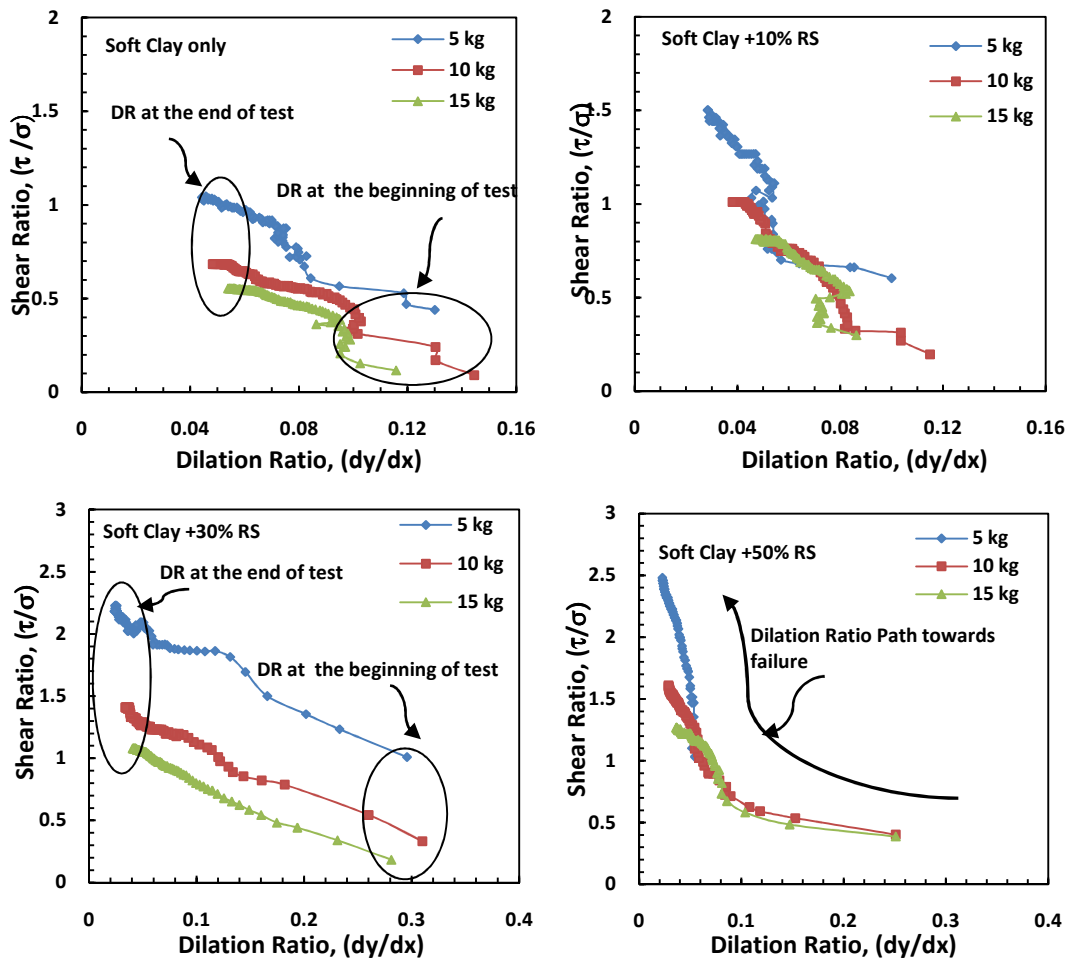 Soft Clay only
5 kg
10 kg
15 kg
DR at the end of test
DR at the beginning of test
Shear Ratio, (τ/σ)
2
1.5
1
0.5
0
0
0.04
0.08
0.12
0.16
Dilation Ratio, (dy/dx)
Soft Clay +10% RS
5 kg
10 kg
15 kg
Shear Ratio, (τ/σ)
2
1.5
1
0.5
0
0
0.04
0.08
0.12
0.16
Dilation Ratio, (dy/dx)
Soft Clay +30% RS
5 kg
10 kg
15 kg
DR at the end of test
DR at the beginning of test
Shear Ratio, (τ/σ)
3
2.5
2
1.5
1
0.5
0
0
0.1
0.2
0.3
0.4
Dilation Ratio, (dy/dx)
Soft Clay +50% RS
5 kg
10 kg
15 kg
Dilation Ratio Path towards
failure
Shear Ratio, (τ/σ)
3
2.5
2
1.5
1
0.5
0
0
0.1
0.2
0.3
0.4
Dilation Ratio, (dy/dx)